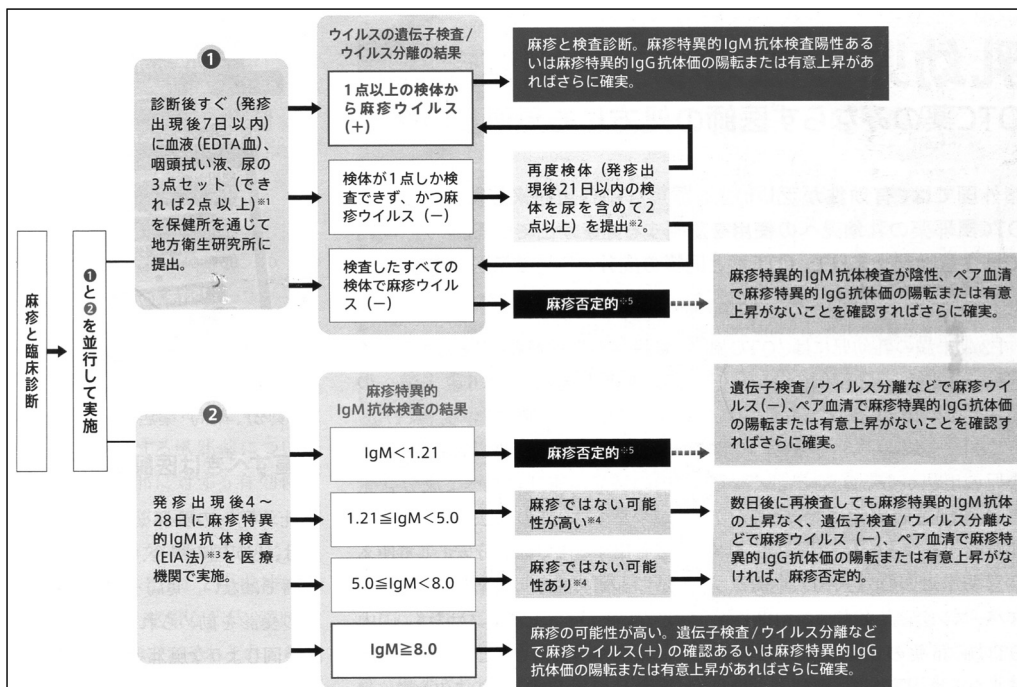 麻疹と臨床診断
❶と❷を並行して実施
❶
診断後すぐ（発疹
出現後7日以内）
に血液（EDTA血）、
咽頭拭い液、尿の
3点セット（でき
れば2点以上）※1
を保健所を通じて
地方衛生研究所に
提出。
ウイルスの遺伝子検査/
ウイルス分離の結果
1点以上の検体か
ら麻疹ウイルス
（+）
麻疹と検査診断。麻疹特異的IgM抗体検査陽性ある
いは麻疹特異的IgG抗体価の陽転または有意上昇があ
ればさらに確実。
検体が1点しか検
査できず、かつ麻
疹ウイルス（−）
再度検体（発疹出
現後21日以内の検
体を尿を含めて2
点以上）を提出※2。
検査したすべての
検体で麻疹ウイル
ス（−）
麻疹否定的※5
麻疹特異的IgM抗体検査が陰性、ペア血清
で麻疹特異的IgG抗体価の陽転または有意
上昇がないことを確認すればさらに確実。
❷
発疹出現後4〜
28日に麻疹特異
的IgM抗体検査
（EIA法）※3を医療
機関で実施。
麻疹特異的
IgM抗体検査の結果
IgM＜1.21
麻疹否定的※5
遺伝子検査/ウイルス分離などで麻疹ウイ
ルス（−）、ペア血清で麻疹特異的IgG抗体価
の陽転または有意上昇がないことを確認す
ればさらに確実。
1.21≦IgM＜5.0
麻疹ではない可能
性が高い※4
5.0≦IgM＜8.0
麻疹ではない可能
性あり※4
数日後に再検査しても麻疹特異的IgM抗体
の上昇なく、遺伝子検査/ウイルス分離な
どで麻疹ウイルス（−）、ペア血清で麻疹特
異的IgG抗体価の陽転または有意上昇がな
ければ、麻疹否定的。
IgM≧8.0
麻疹の可能性が高い。遺伝子検査/ウイルス分離など
で麻疹ウイルス（+）の確認あるいは麻疹特異的IgG
抗体価の陽転または有意上昇があればさらに確実。